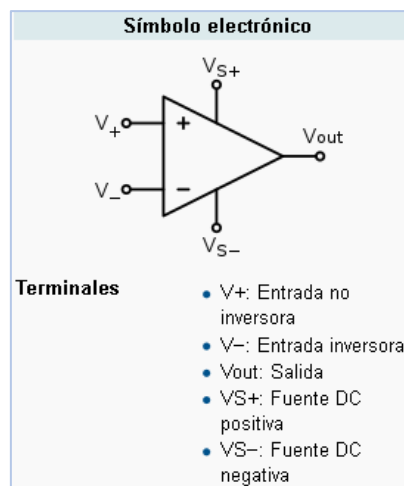 Símbolo electrónico
VS+
V+
+
Vout
V−
−
VS−
Terminales
• V+: Entrada no
inversora
• V−: Entrada inversora
• Vout: Salida
• VS+: Fuente DC
positiva
• VS−: Fuente DC
negativa